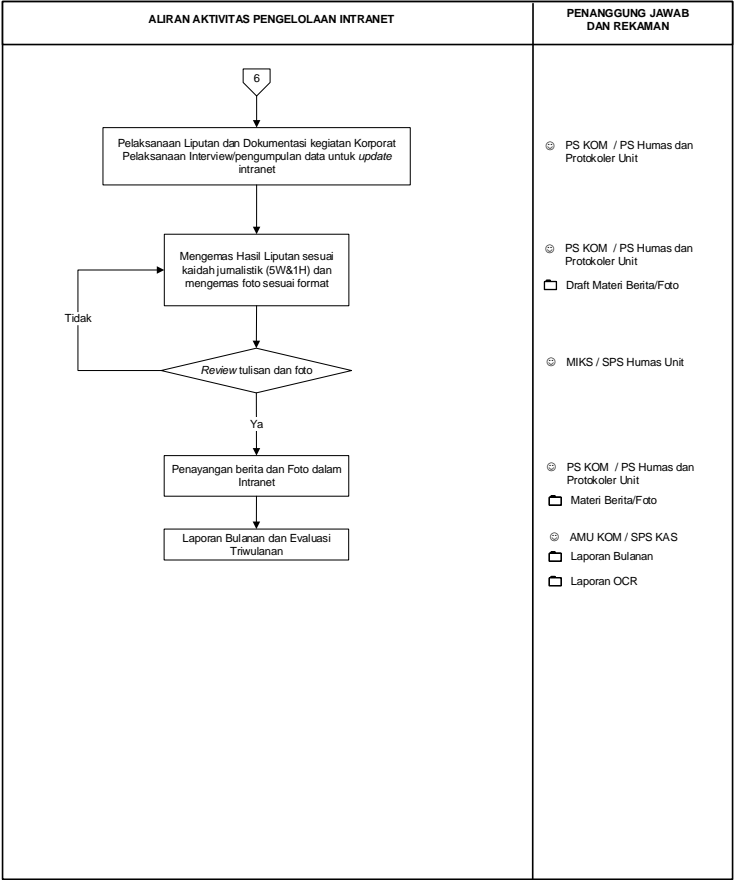 ALIRAN AKTIVITAS PENGELOLAAN INTRANET
PENANGGUNG JAWAB
DAN REKAMAN
6
Pelaksanaan Liputan dan Dokumentasi kegiatan Korporat
Pelaksanaan Interview/pengumpulan data untuk update
intranet
PS KOM / PS Humas dan
Protokoler Unit
Mengemas Hasil Liputan sesuai
kaidah jurnalistik (5W&1H) dan
mengemas foto sesuai format
PS KOM / PS Humas dan
Protokoler Unit
Draft Materi Berita/Foto
Tidak
Review tulisan dan foto
MIKS / SPS Humas Unit
Ya
Penayangan berita dan Foto dalam
Intranet
PS KOM / PS Humas dan
Protokoler Unit
Materi Berita/Foto
Laporan Bulanan dan Evaluasi
Triwulanan
AMU KOM / SPS KAS
Laporan Bulanan
Laporan OCR